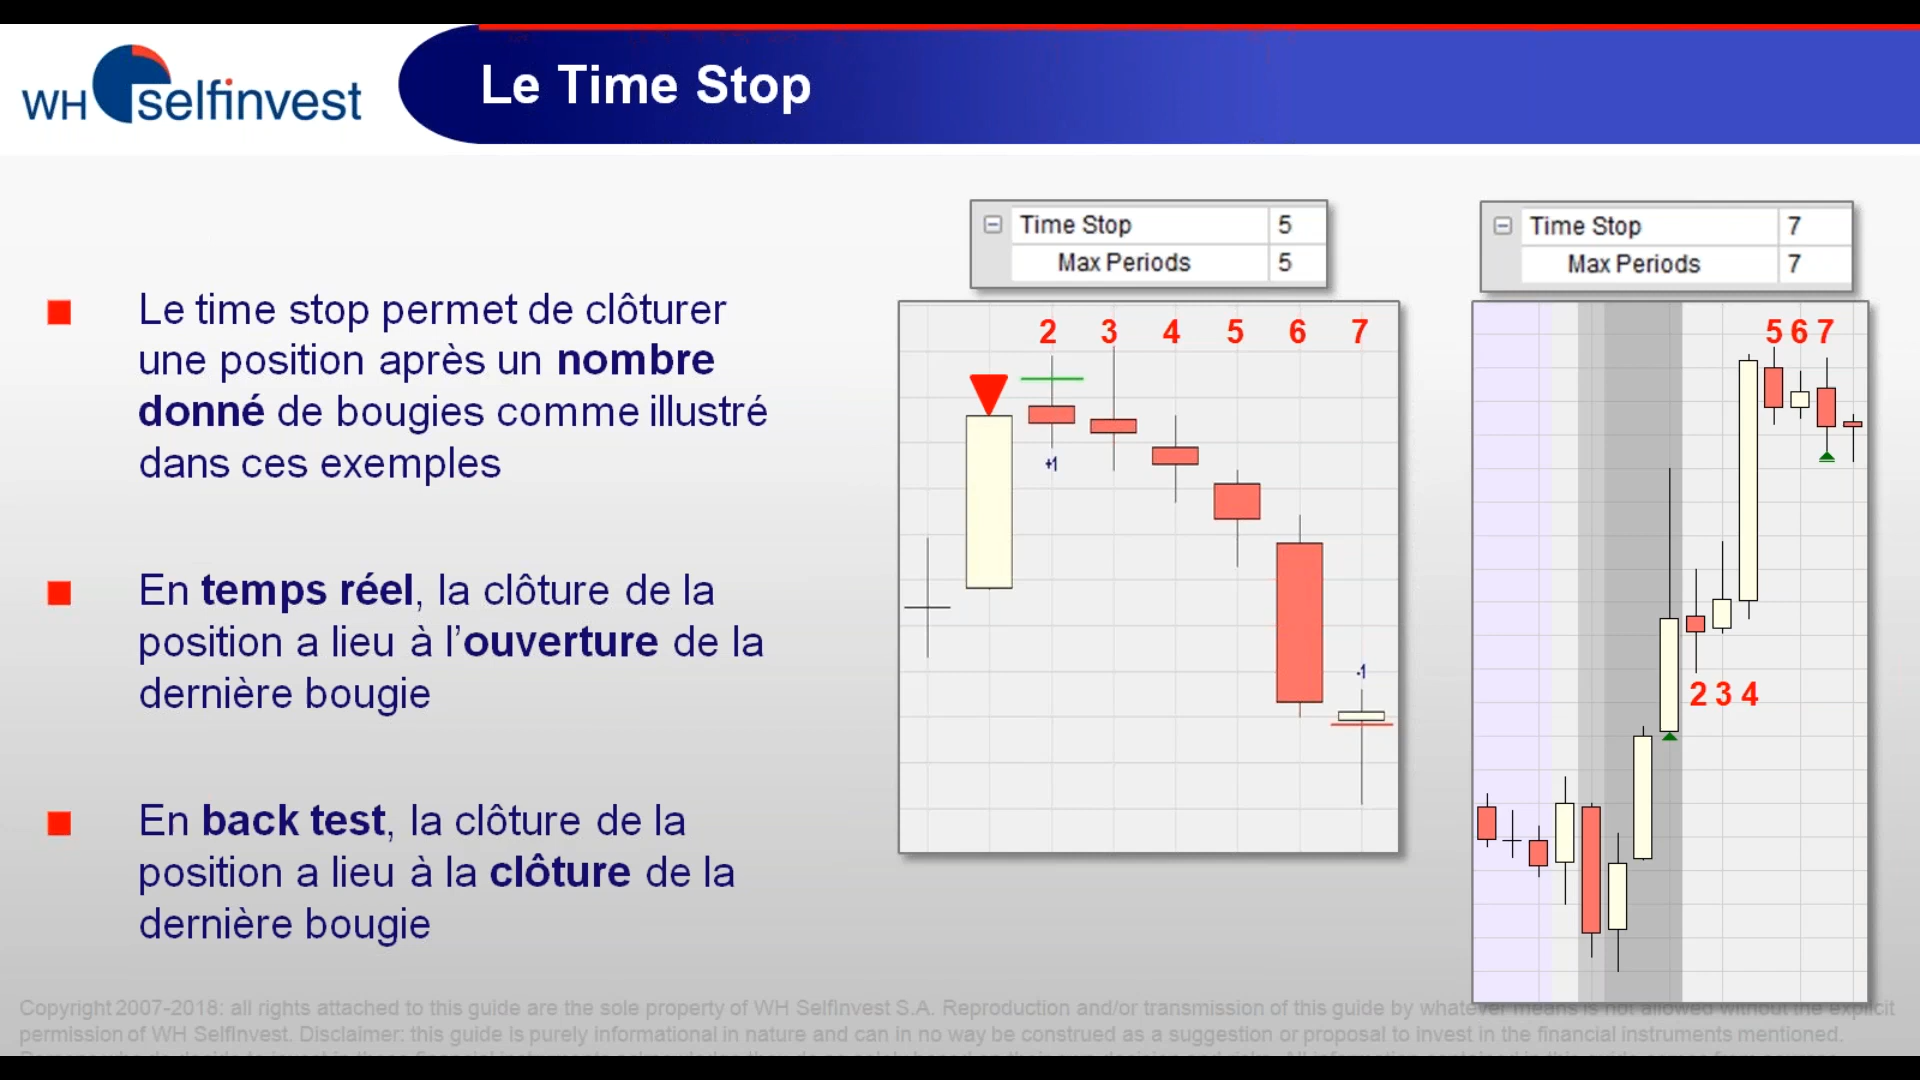 WH selfinvest
Le Time Stop
Le time stop permet de clôturer
une position après un nombre
donné de bougies comme illustré
dans ces exemples
En temps réel, la clôture de la
position a lieu à l'ouverture de la
dernière bougie
En back test, la clôture de la
position a lieu à la clôture de la
dernière bougie
Time Stop 5
Max Periods 5
2 3 4 5 6 7
+1
-1
Time Stop 7
Max Periods 7
5 6 7
2 3 4
Copyright 2007-2018: all rights attached to this guide are the sole property of WH SelfInvest S.A. Reproduction and/or transmission of this guide by whatever means is not allowed without the explicit
permission of WH SelfInvest. Disclaimer: this guide is purely informational in nature and can in no way be construed as a suggestion or proposal to invest in the financial instruments mentioned.